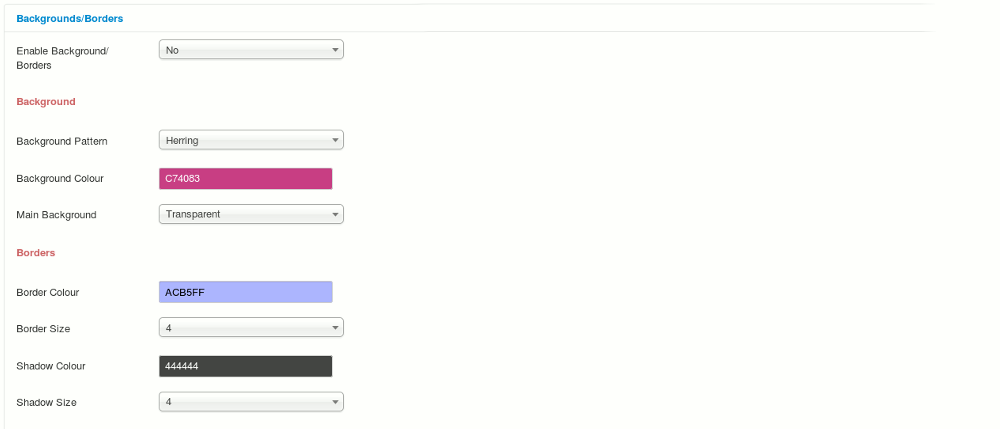 Backgrounds/Borders
Enable Background/ No
Borders
Background
Background Pattern Herring
Background Colour C74083
Main Background Transparent
Borders
Border Colour ACB5FF
Border Size 4
Shadow Colour 444444
Shadow Size 4